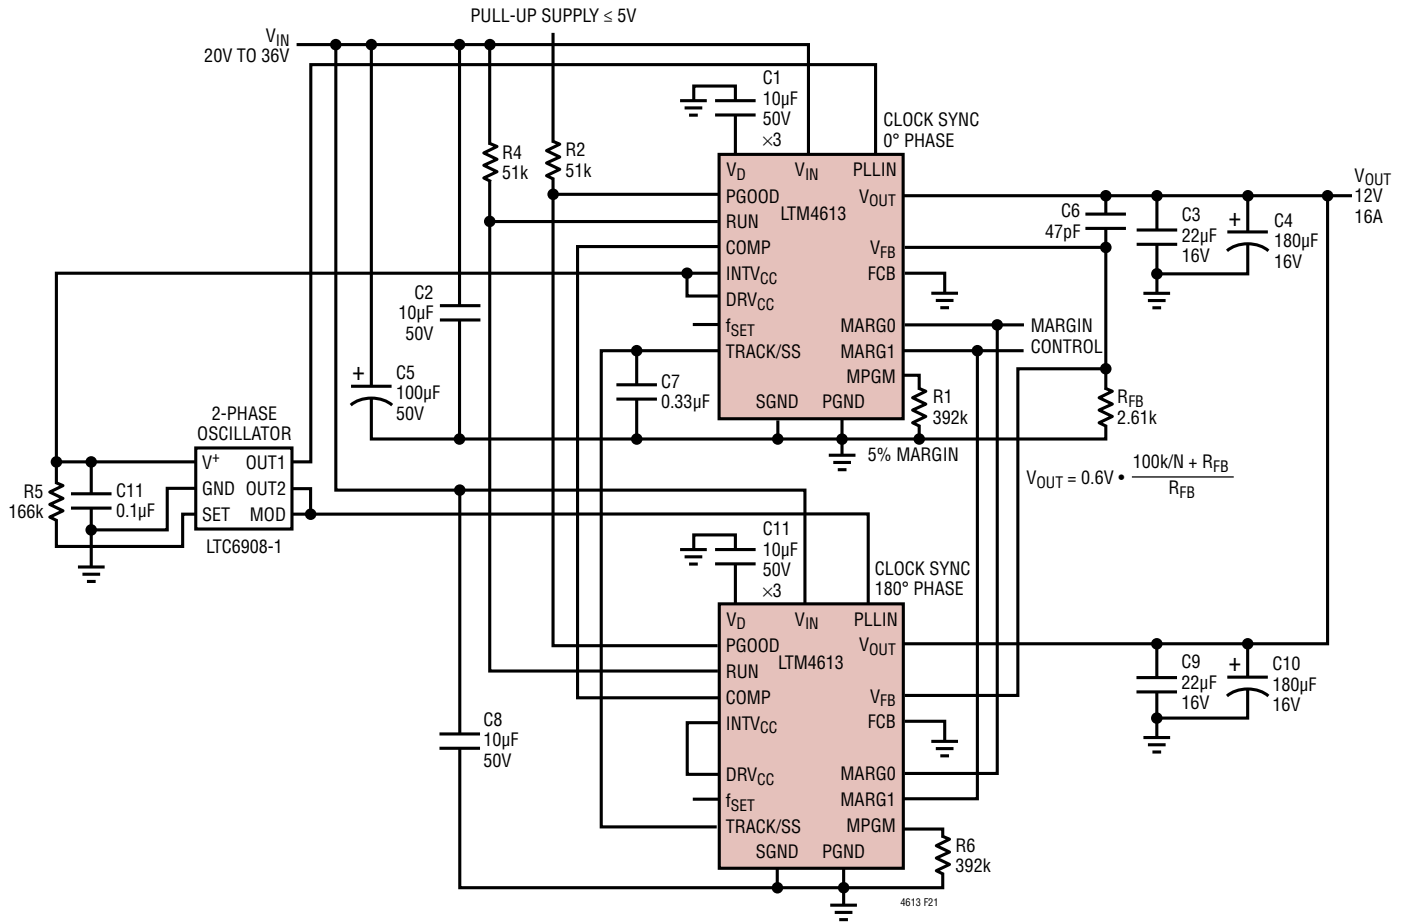 PULL-UP SUPPLY ≤ 5V
VIN
20V TO 36V
C1
10µF
50V
×3
CLOCK SYNC
0° PHASE
R4
51k
R2
51k
VD
VIN
PLLIN
PGOOD
VOUT
LTM4613
RUN
COMP
VFB
INTVCC
FCB
DRVCC
fSET
MARG0
TRACK/SS
MARG1
MPGM
SGND
PGND
VOUT
12V
16A
C6
47pF
C3
22µF
16V
+
C4
180µF
16V
MARGIN
CONTROL
C2
10µF
50V
+
C5
100µF
50V
C7
0.33µF
R1
392k
RFB
2.61k
5% MARGIN
VOUT = 0.6V • 100k/N + RFB
RFB
2-PHASE
OSCILLATOR
V+
OUT1
GND
OUT2
SET
MOD
LTC6908-1
R5
166k
C11
0.1µF
C11
10µF
50V
×3
CLOCK SYNC
180° PHASE
VD
VIN
PLLIN
PGOOD
VOUT
LTM4613
RUN
COMP
VFB
INTVCC
FCB
DRVCC
MARG0
fSET
MARG1
TRACK/SS
MPGM
SGND
PGND
C8
10µF
50V
C9
22µF
16V
+
C10
180µF
16V
R6
392k
4613 F21